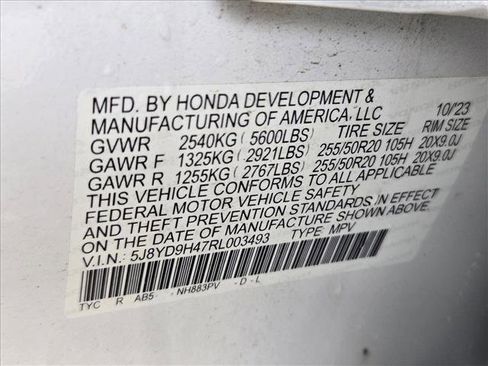 MFD. BY HONDA DEVELOPMENT &
MANUFACTURING OF AMERICA, LLC 10/'23
GVWR 2540KG ( 5600LBS) TIRE SIZE RIM SIZE
GAWR F 1325KG ( 2921LBS) 255/50R20 105H 20X9.0J
GAWR R 1255KG ( 2767LBS) 255/50R20 105H 20X9.0J
THIS VEHICLE CONFORMS TO ALL APPLICABLE
FEDERAL MOTOR VEHICLE SAFETY
AND THEFT PREVENTION STANDARDS IN EFFECT
ON THE DATE OF MANUFACTURE SHOWN ABOVE.
V.I.N.: 5J8YD9H47RL003493 TYPE: MPV
TYC R AB5- NH883PV -D-L